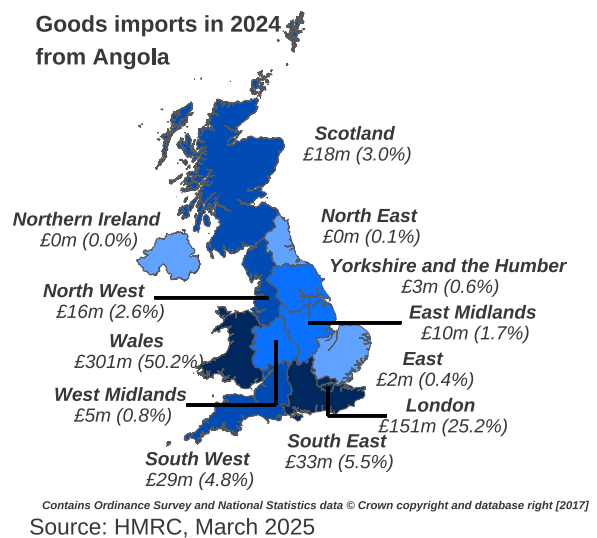 Goods imports in 2024
from Angola
Scotland
£18m (3.0%)
Northern Ireland
£0m (0.0%)
North East
£0m (0.1%)
Yorkshire and the Humber
£3m (0.6%)
North West
£16m (2.6%)
East Midlands
£10m (1.7%)
Wales
£301m (50.2%)
East
£2m (0.4%)
West Midlands
£5m (0.8%)
London
£151m (25.2%)
South East
£33m (5.5%)
South West
£29m (4.8%)
Contains Ordinance Survey and National Statistics data © Crown copyright and database right [2017]
Source: HMRC, March 2025